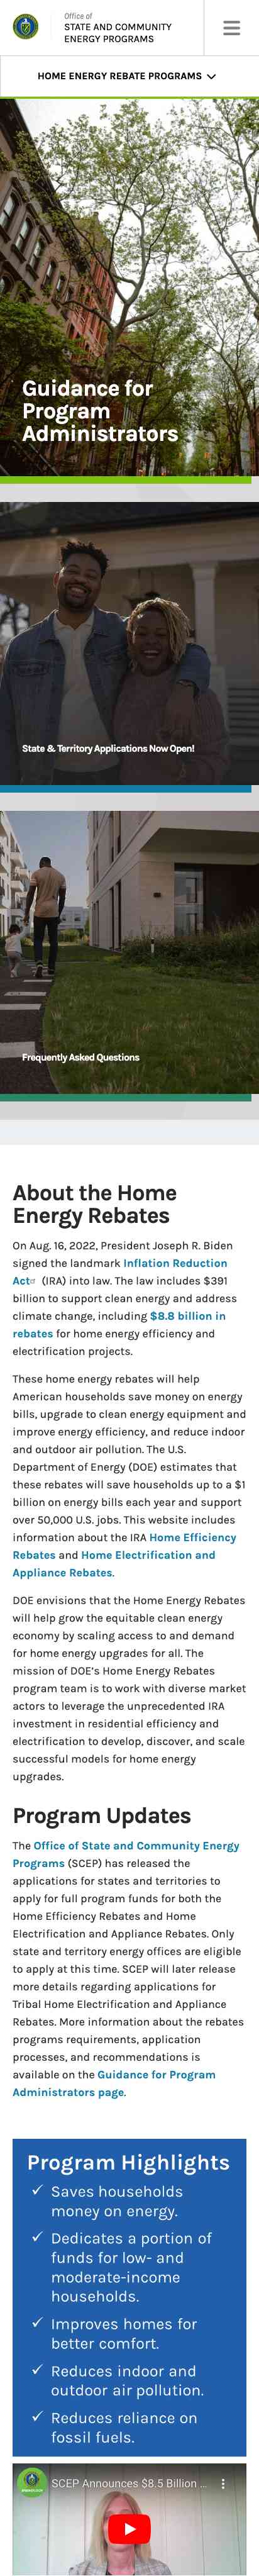 Office of
STATE AND COMMUNITY
ENERGY PROGRAMS
HOME ENERGY REBATE PROGRAMS
Guidance for
Program
Administrators
State & Territory Applications Now Open!
Frequently Asked Questions
About the Home
Energy Rebates
On Aug. 16, 2022, President Joseph R. Biden
signed the landmark Inflation Reduction
Act (IRA) into law. The law includes $391
billion to support clean energy and address
climate change, including $8.8 billion in
rebates for home energy efficiency and
electrification projects.
These home energy rebates will help
American households save money on energy
bills, upgrade to clean energy equipment and
improve energy efficiency, and reduce indoor
and outdoor air pollution. The U.S.
Department of Energy (DOE) estimates that
these rebates will save households up to a $1
billion on energy bills each year and support
over 50,000 U.S. jobs. This website includes
information about the IRA Home Efficiency
Rebates and Home Electrification and
Appliance Rebates.
DOE envisions that the Home Energy Rebates
will help grow the equitable clean energy
economy by scaling access to and demand
for home energy upgrades for all. The
mission of DOE's Home Energy Rebates
program team is to work with diverse market
actors to leverage the unprecedented IRA
investment in residential efficiency and
electrification to develop, discover, and scale
successful models for home energy
upgrades.
Program Updates
The Office of State and Community Energy
Programs (SCEP) has released the
applications for states and territories to
apply for full program funds for both the
Home Efficiency Rebates and Home
Electrification and Appliance Rebates. Only
state and territory energy offices are eligible
to apply at this time. SCEP will later release
more details regarding applications for
Tribal Home Electrification and Appliance
Rebates. More information about the rebates
programs requirements, application
processes, and recommendations is
available on the Guidance for Program
Administrators page.
Program Highlights
✓ Saves households
money on energy.
✓ Dedicates a portion of
funds for low- and
moderate-income
households.
✓ Improves homes for
better comfort.
✓ Reduces indoor and
outdoor air pollution.
✓ Reduces reliance on
fossil fuels.
SCEP Announces $8.5 Billion ...